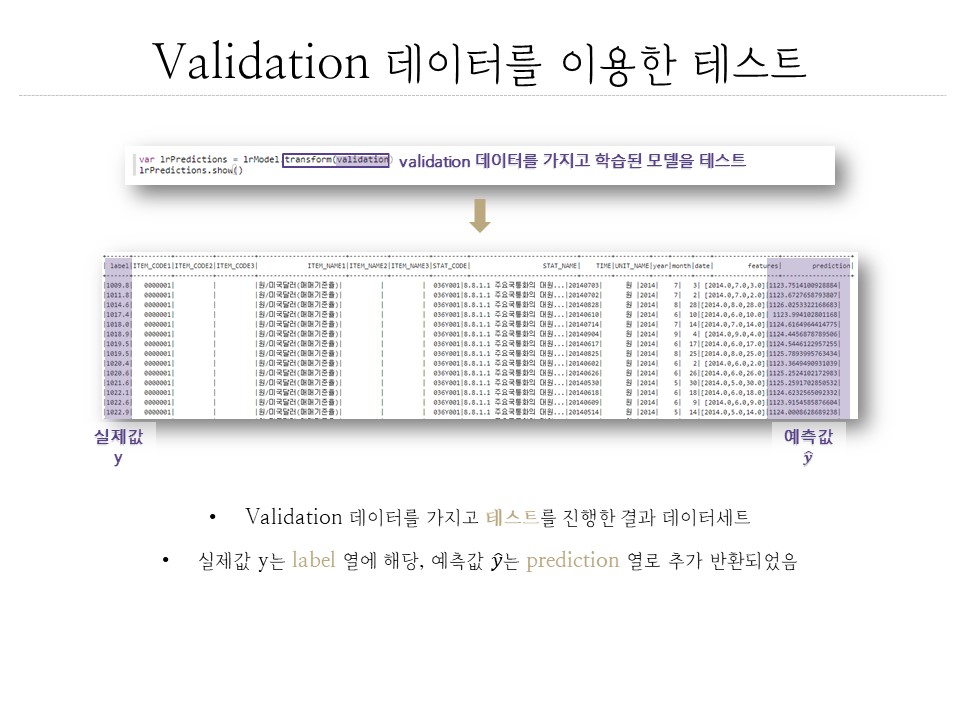 Validation 데이터를 이용한 테스트
var lrPredictions = lrModel.transform(validation) validation 데이터를 가지고 학습된 모델을 테스트
lrPredictions.show()
| label|ITEM_CODE1|ITEM_CODE2|ITEM_CODE3| ITEM_NAME1|ITEM_NAME2|ITEM_NAME3|STAT_CODE| STAT_NAME| TIME|UNIT_NAME|year|month|date| features| prediction|
|1009.8| 0000001| | |원/미국달러(매매기준율)| | | 036Y001|8.8.1.1 주요국통화의 대원...|20140703| 원 |2014| 7| 3| [2014.0,7.0,3.0]|1123.7514100928884|
|1011.8| 0000001| | |원/미국달러(매매기준율)| | | 036Y001|8.8.1.1 주요국통화의 대원...|20140702| 원 |2014| 7| 2| [2014.0,7.0,2.0]|1123.6727658793807|
|1014.6| 0000001| | |원/미국달러(매매기준율)| | | 036Y001|8.8.1.1 주요국통화의 대원...|20140828| 원 |2014| 8| 28|[2014.0,8.0,28.0]|1126.0253322168683|
|1017.4| 0000001| | |원/미국달러(매매기준율)| | | 036Y001|8.8.1.1 주요국통화의 대원...|20140610| 원 |2014| 6| 10|[2014.0,6.0,10.0]| 1123.994102801168|
|1018.0| 0000001| | |원/미국달러(매매기준율)| | | 036Y001|8.8.1.1 주요국통화의 대원...|20140714| 원 |2014| 7| 14|[2014.0,7.0,14.0]|1124.6164964414775|
|1018.9| 0000001| | |원/미국달러(매매기준율)| | | 036Y001|8.8.1.1 주요국통화의 대원...|20140904| 원 |2014| 9| 4| [2014.0,9.0,4.0]|1124.4456878789506|
|1019.5| 0000001| | |원/미국달러(매매기준율)| | | 036Y001|8.8.1.1 주요국통화의 대원...|20140617| 원 |2014| 6| 17|[2014.0,6.0,17.0]|1124.5446122957255|
|1019.5| 0000001| | |원/미국달러(매매기준율)| | | 036Y001|8.8.1.1 주요국통화의 대원...|20140825| 원 |2014| 8| 25|[2014.0,8.0,25.0]|1125.7893995763434|
|1020.4| 0000001| | |원/미국달러(매매기준율)| | | 036Y001|8.8.1.1 주요국통화의 대원...|20140602| 원 |2014| 6| 2| [2014.0,6.0,2.0]|1123.3649490931039|
|1020.6| 0000001| | |원/미국달러(매매기준율)| | | 036Y001|8.8.1.1 주요국통화의 대원...|20140626| 원 |2014| 6| 26|[2014.0,6.0,26.0]|1125.2524102172983|
|1021.6| 0000001| | |원/미국달러(매매기준율)| | | 036Y001|8.8.1.1 주요국통화의 대원...|20140530| 원 |2014| 5| 30|[2014.0,5.0,30.0]|1125.2591702850532|
|1022.1| 0000001| | |원/미국달러(매매기준율)| | | 036Y001|8.8.1.1 주요국통화의 대원...|20140618| 원 |2014| 6| 18|[2014.0,6.0,18.0]|1124.6232565092332|
|1022.6| 0000001| | |원/미국달러(매매기준율)| | | 036Y001|8.8.1.1 주요국통화의 대원...|20140609| 원 |2014| 6| 9| [2014.0,6.0,9.0]|1123.9154585876604|
|1022.9| 0000001| | |원/미국달러(매매기준율)| | | 036Y001|8.8.1.1 주요국통화의 대원...|20140514| 원 |2014| 5| 14|[2014.0,5.0,14.0]|1124.0008628689238|
실제값 예측값
y ŷ
• Validation 데이터를 가지고 테스트를 진행한 결과 데이터세트
• 실제값 y는 label 열에 해당, 예측값 ŷ는 prediction 열로 추가 반환되었음